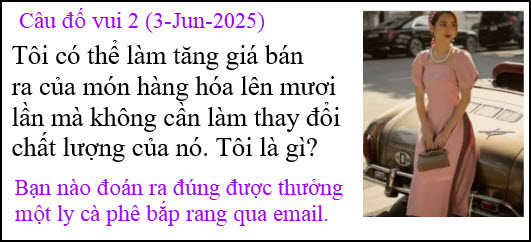 Câu đố vui 2 (3-Jun-2025)
Tôi có thể làm tăng giá bán
ra của món hàng hóa lên mươi
lần mà không cần làm thay đổi
chất lượng của nó. Tôi là gì?
Bạn nào đoán ra đúng được thưởng
một ly cà phê bắp rang qua email.